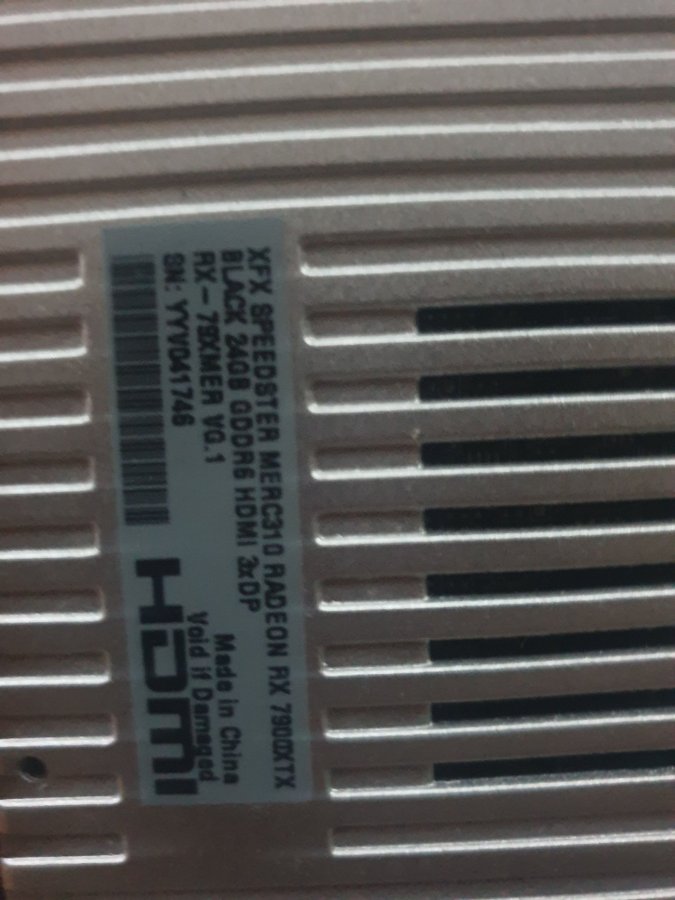 XFX SPEEDSTER MERC310 RADEON RX 7900XTX
BLACK 24GB GDDR6 HDMI 3xDP
RX-79XMER VG.1
SN: YYV041746
Made in China
Void if Damaged
HDMI